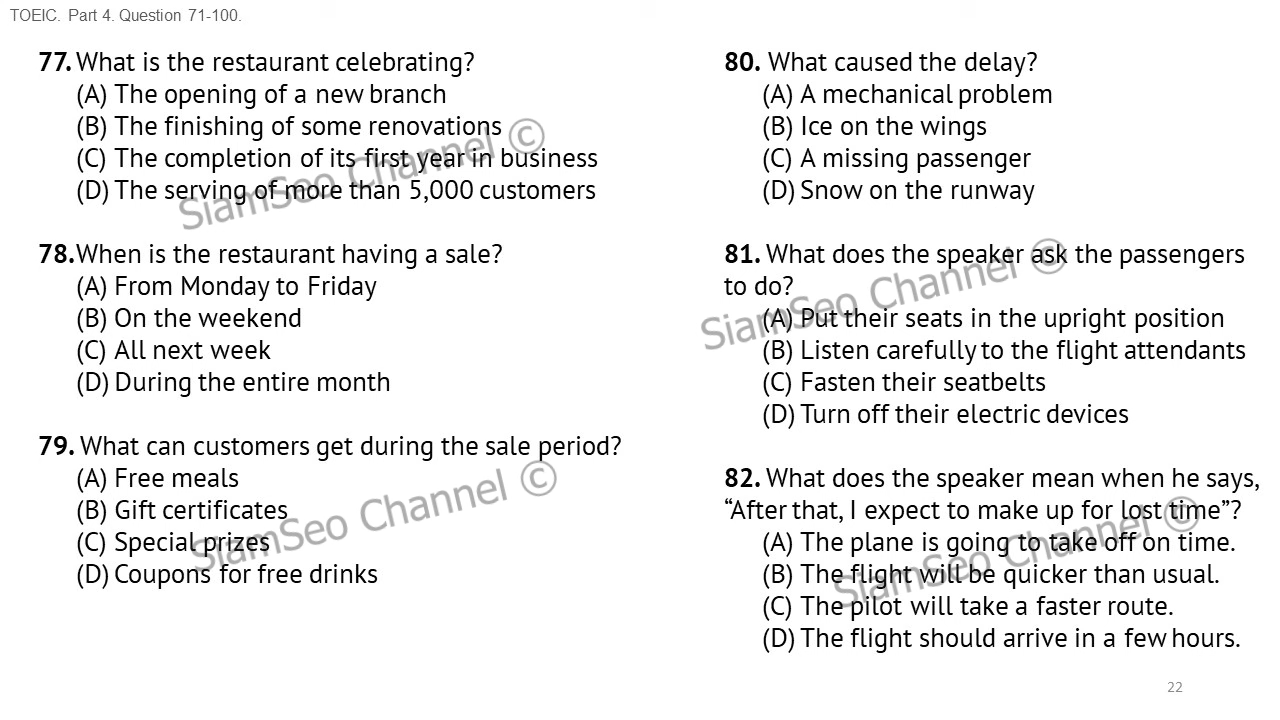 TOEIC. Part 4. Question 71-100.
77. What is the restaurant celebrating?
(A) The opening of a new branch
(B) The finishing of some renovations
(C) The completion of its first year in business
(D) The serving of more than 5,000 customers
78. When is the restaurant having a sale?
(A) From Monday to Friday
(B) On the weekend
(C) All next week
(D) During the entire month
79. What can customers get during the sale period?
(A) Free meals
(B) Gift certificates
(C) Special prizes
(D) Coupons for free drinks
SiamSeo Channel ©
SiamSeo Channel ©
80. What caused the delay?
(A) A mechanical problem
(B) Ice on the wings
(C) A missing passenger
(D) Snow on the runway
81. What does the speaker ask the passengers
to do?
(A) Put their seats in the upright position
(B) Listen carefully to the flight attendants
(C) Fasten their seatbelts
(D) Turn off their electric devices
82. What does the speaker mean when he says,
“After that, I expect to make up for lost time”?
(A) The plane is going to take off on time.
(B) The flight will be quicker than usual.
(C) The pilot will take a faster route.
(D) The flight should arrive in a few hours.
SiamSeo Channel ©
SiamSeo Channel ©
22